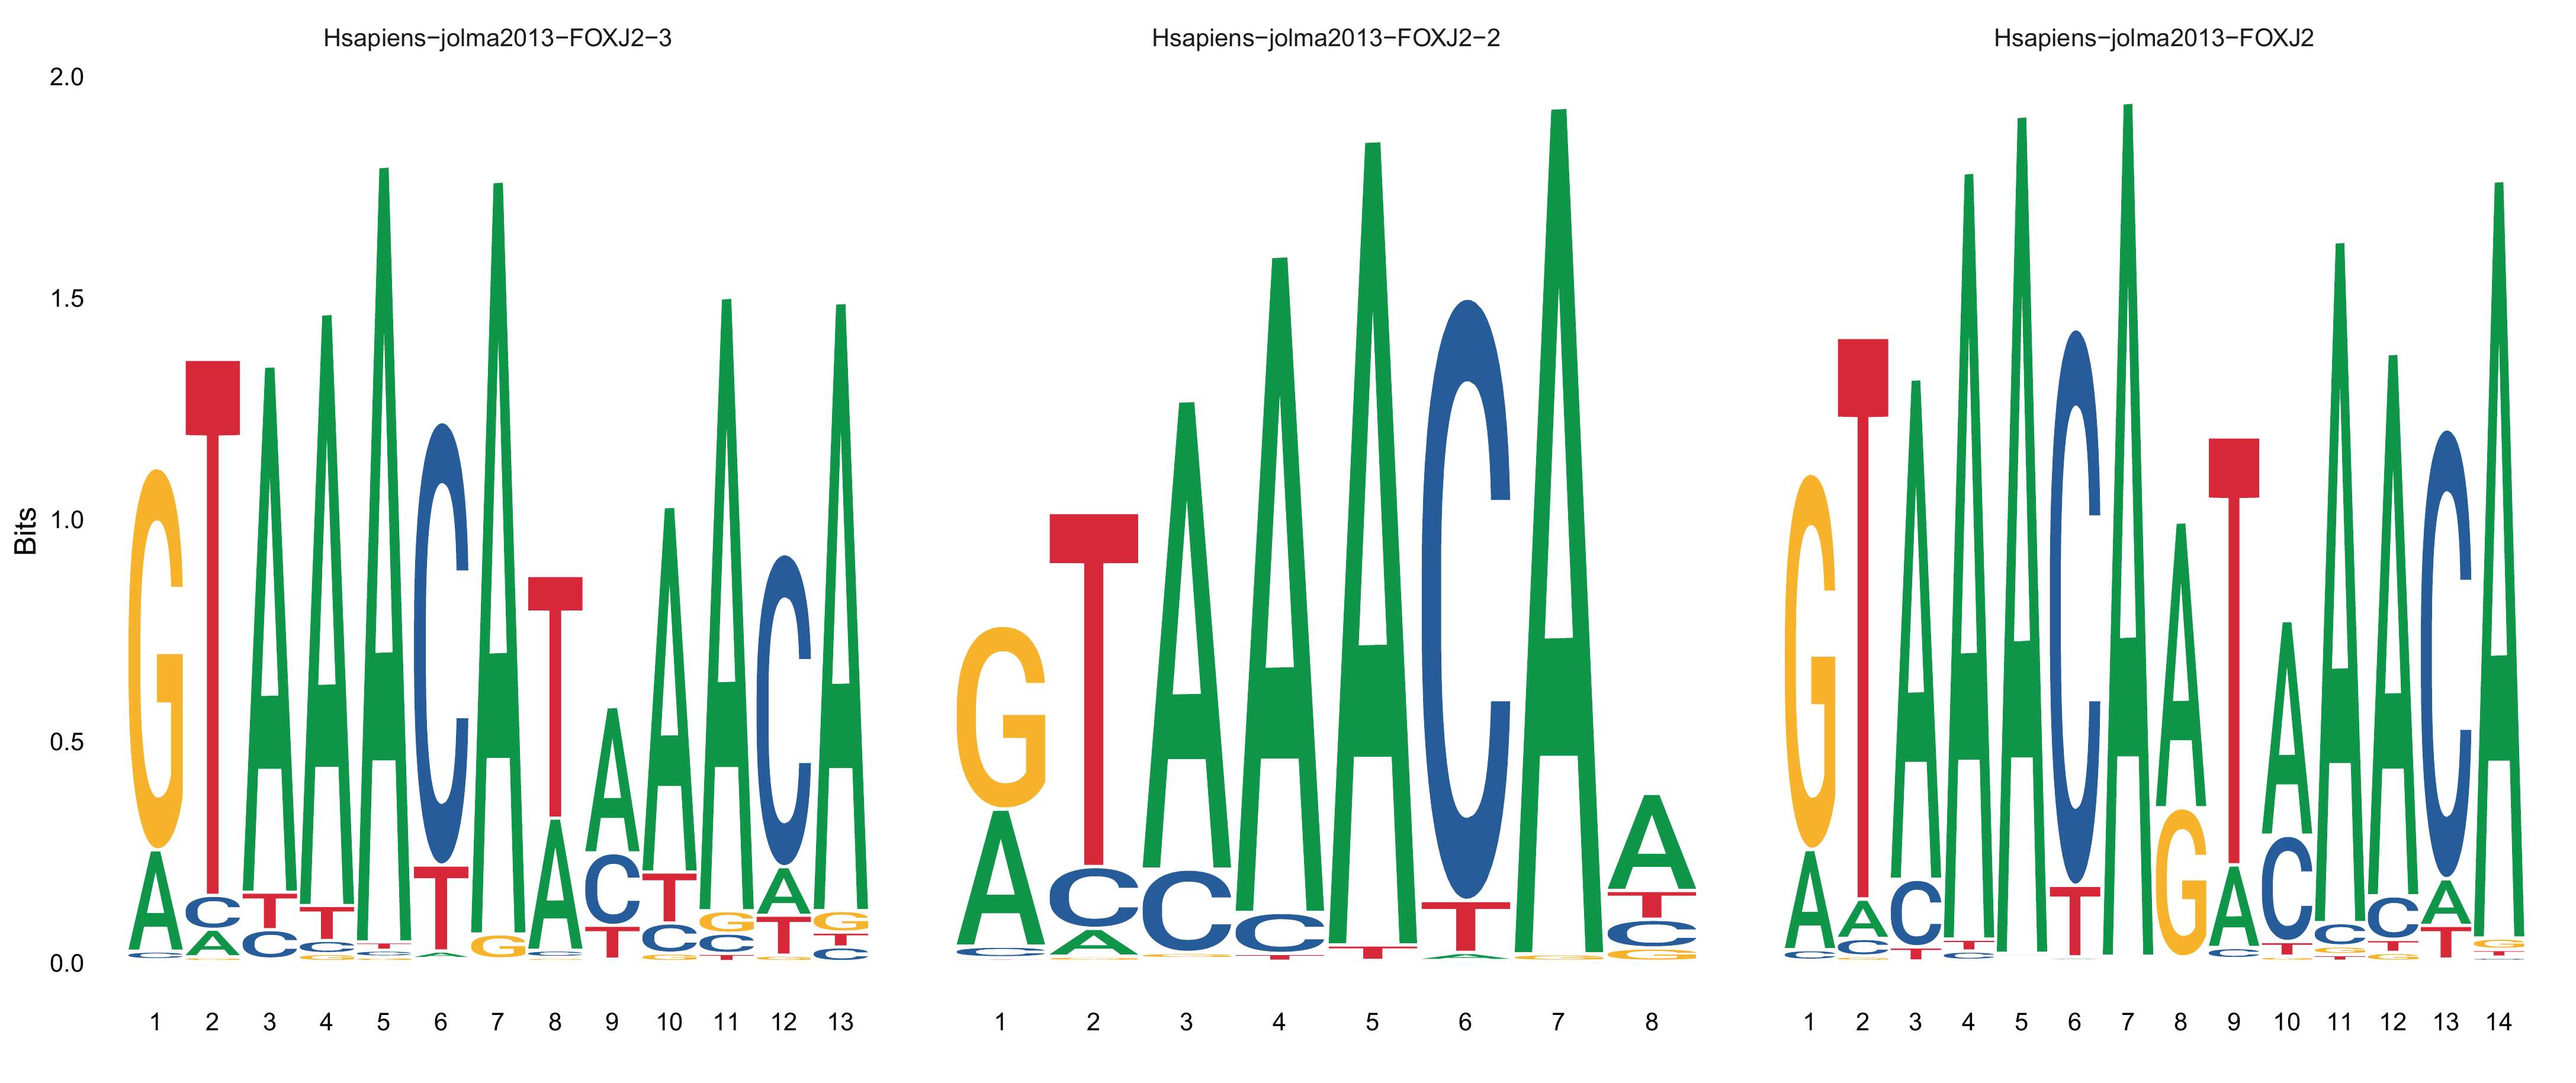 Hsapiens−jolma2013−FOXJ2−3 Hsapiens−jolma2013−FOXJ2−2 Hsapiens−jolma2013−FOXJ2
2.0
1.5
1.0
0.5
0.0
Bits
G T A A A C A T A A A C A
A C T T T T G A C T G A G
C A C C C A C T C C T T
G G G T G C
G T A A A C A A
A C C C T T G T
C A G T A C
G G
G T A A A C A A T A A A C A
A A C T T G A C C C A G
C C T C C T G T T T
G G T G
1 2 3 4 5 6 7 8 9 10 11 12 13 1 2 3 4 5 6 7 8 1 2 3 4 5 6 7 8 9 10 11 12 13 14